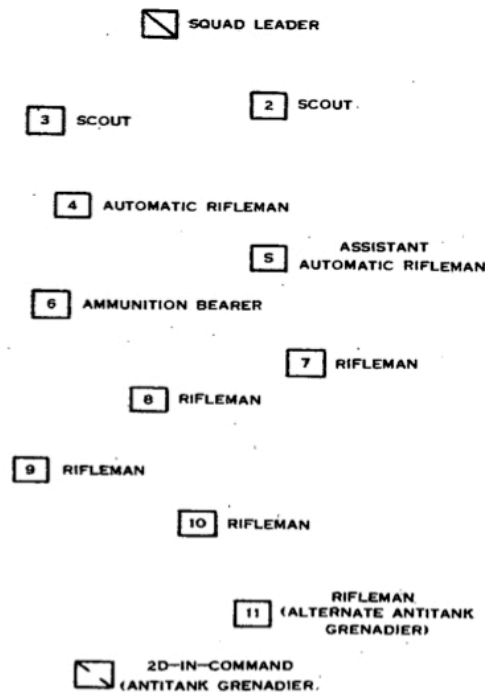 SQUAD LEADER
2 SCOUT
3 SCOUT
4 AUTOMATIC RIFLEMAN
5 ASSISTANT
AUTOMATIC RIFLEMAN
6 AMMUNITION BEARER
7 RIFLEMAN
8 RIFLEMAN
9 RIFLEMAN
10 RIFLEMAN
11 RIFLEMAN
(ALTERNATE ANTITANK
GRENADIER)
2D-IN-COMMAND
(ANTITANK GRENADIER.